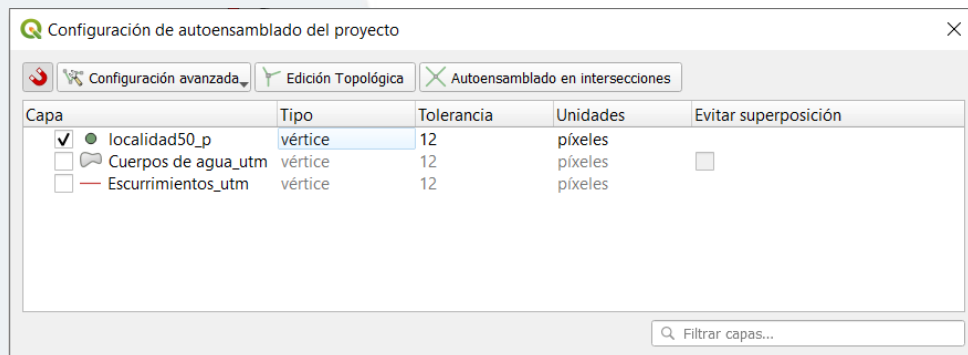 Configuración de autoensamblado del proyecto
Configuración avanzada Edición Topológica Autoensamblado en intersecciones
Capa Tipo Tolerancia Unidades Evitar superposición
localidad50_p vértice 12 píxeles
Cuerpos de agua_utm vértice 12 píxeles
Escurrimientos_utm vértice 12 píxeles
Filtrar capas...